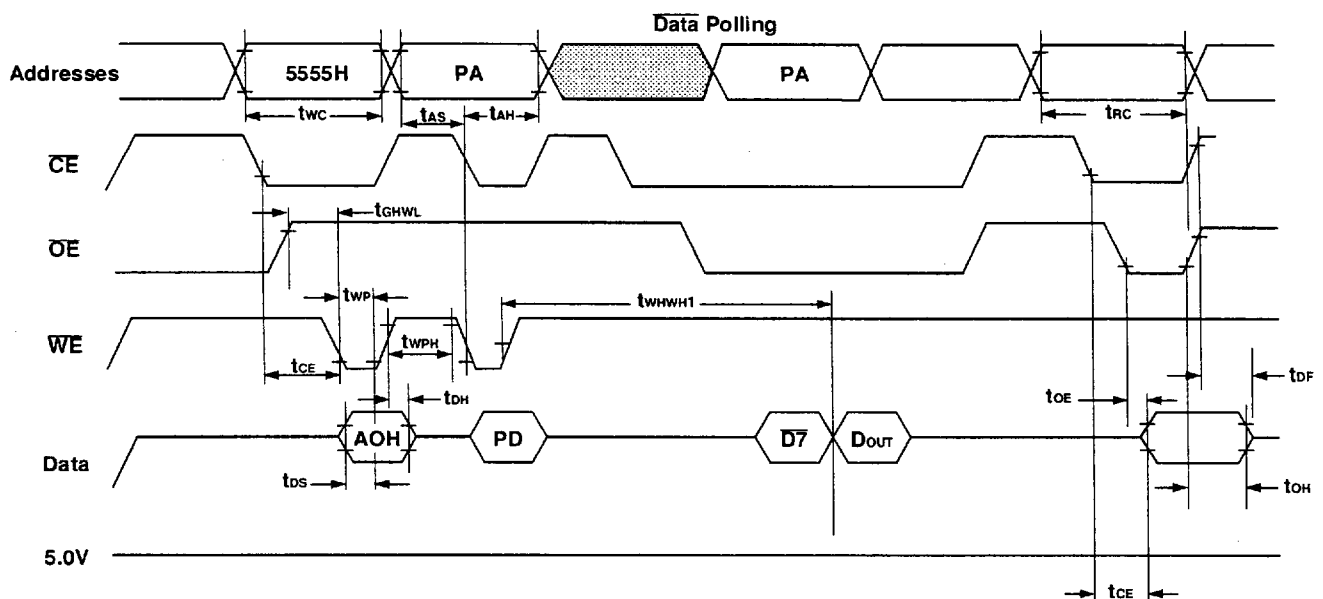 Data Polling
Addresses
5555H
PA
PA
tWC
tAS
tAH
tRC
CE
tGHWL
OE
tWP
tWHWH1
WE
tWPH
tCE
tDH
tOE
tDF
AOH
PD
D7
DOUT
Data
tDS
tOH
5.0V
tCE